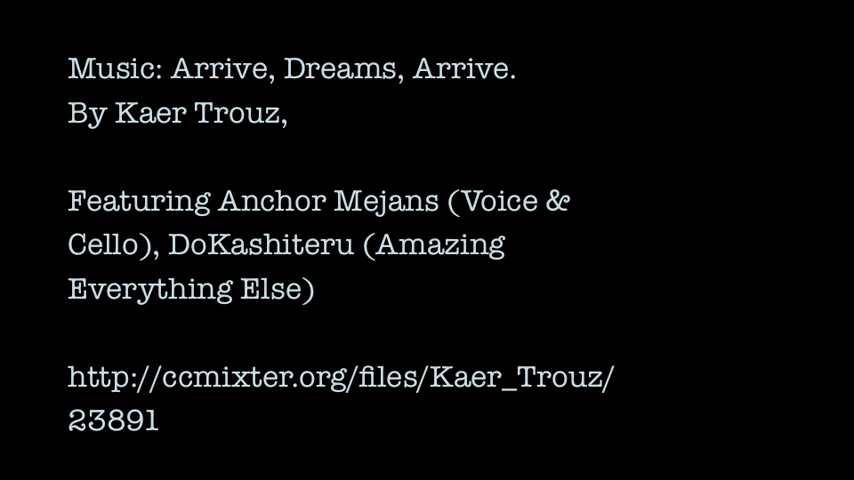 Music: Arrive, Dreams, Arrive.
By Kaer Trouz,
Featuring Anchor Mejans (Voice &
Cello), DoKashiteru (Amazing
Everything Else)
http://ccmixter.org/files/Kaer_Trouz/
23891